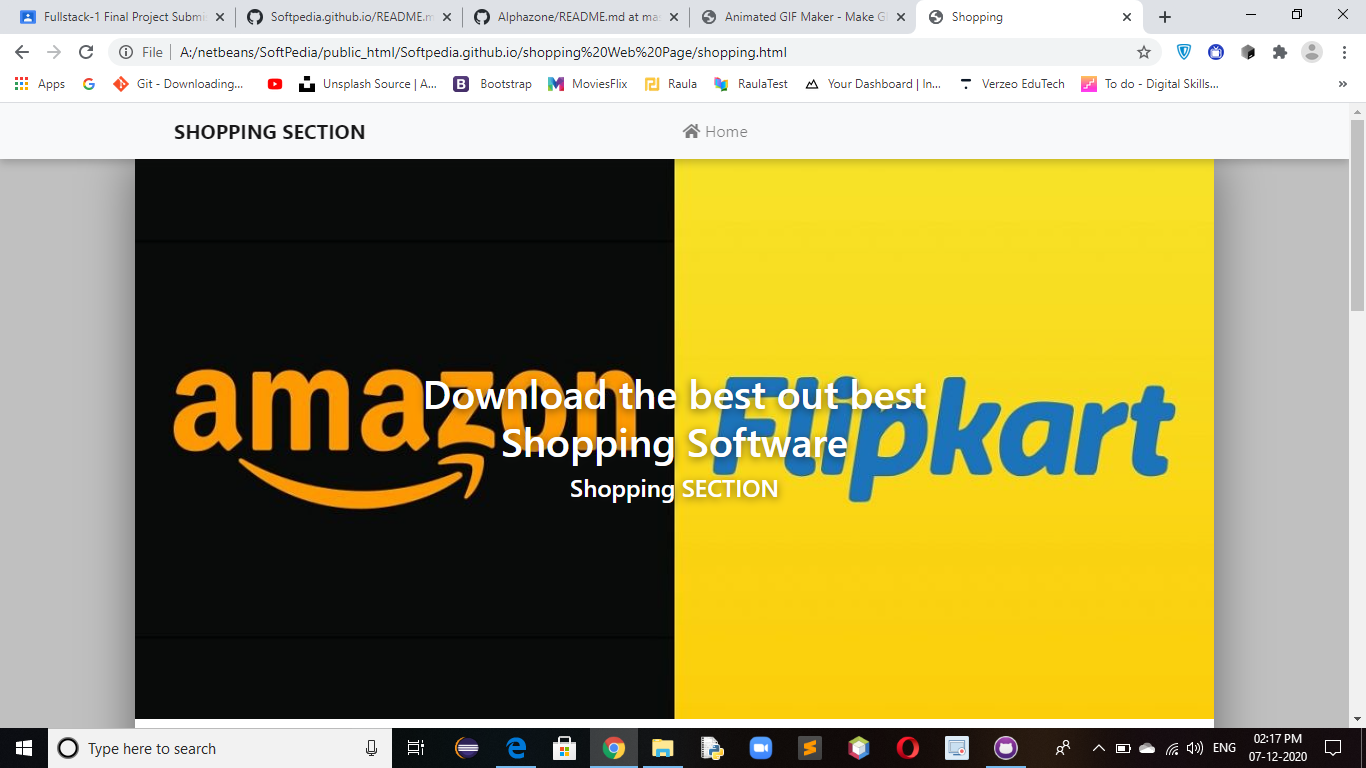 Fullstack-1 Final Project Submi
Softpedia.github.io/README.m
Alphazone/README.md at mas
Animated GIF Maker - Make G
Shopping
File
A:/netbeans/SoftPedia/public_html/Softpedia.github.io/shopping%20Web%20Page/shopping.html
Apps
Git - Downloading...
Unsplash Source | A...
Bootstrap
MoviesFlix
Raula
RaulaTest
Your Dashboard | In...
Verzeo EduTech
To do - Digital Skills...
»
SHOPPING SECTION
Home
amazon
Flipkart
Download the best out best
Shopping Software
Shopping SECTION
Type here to search
ENG
02:17 PM
07-12-2020